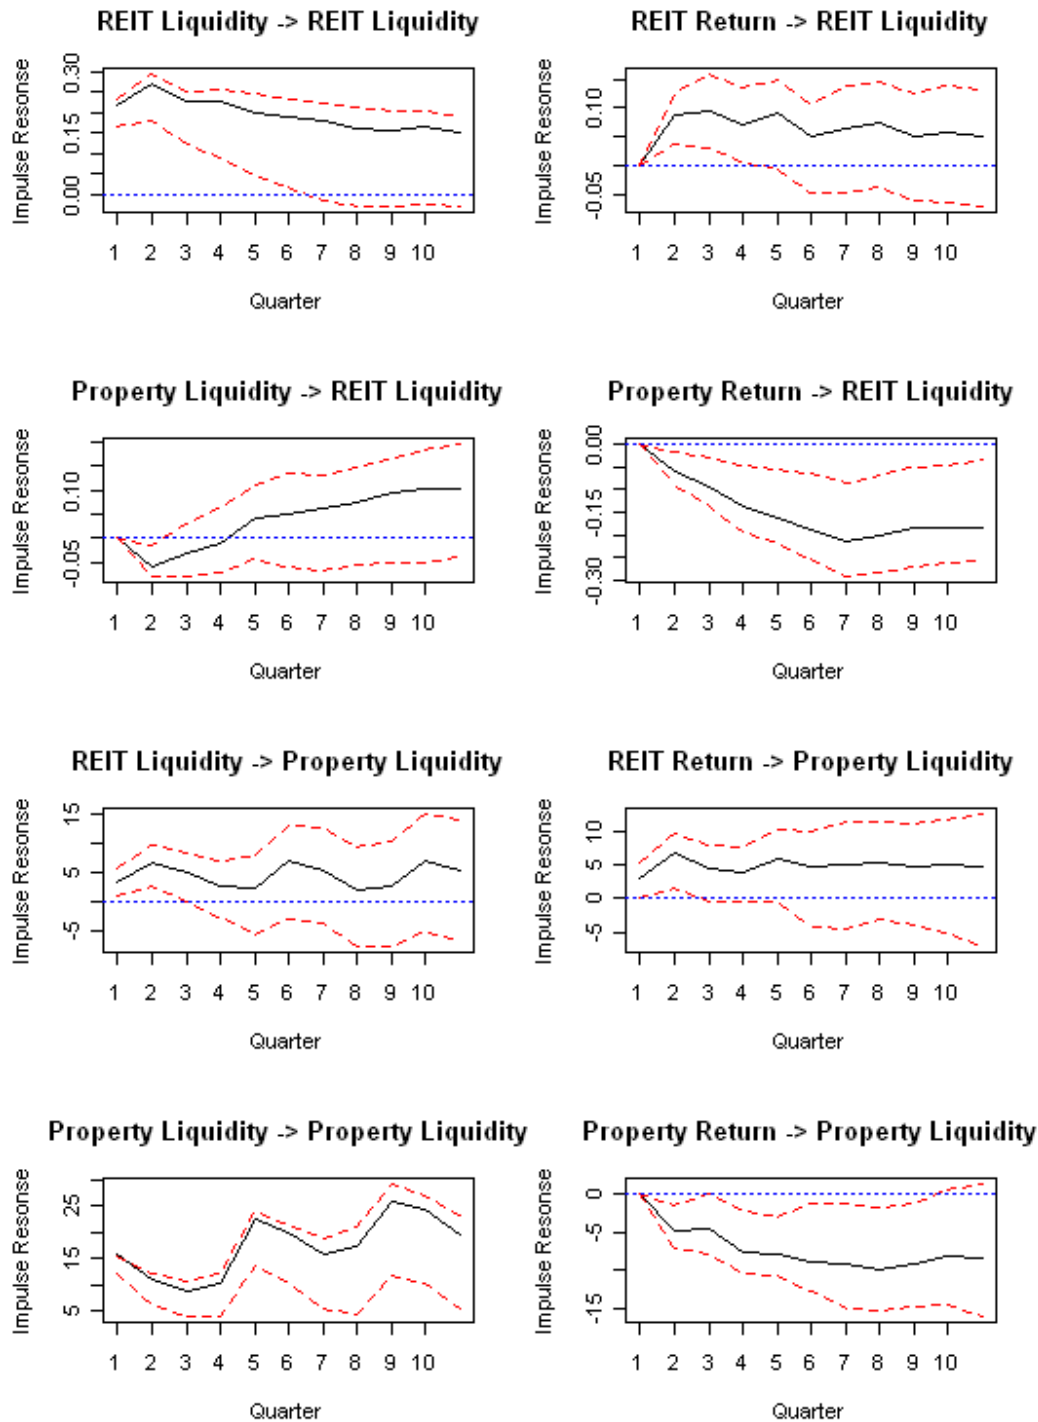 REIT Liquidity -> REIT Liquidity
Impulse Resonse
0.30
0.15
0.00
1 2 3 4 5 6 7 8 9 10
Quarter
REIT Return -> REIT Liquidity
Impulse Response
0.10
-0.05
1 2 3 4 5 6 7 8 9 10
Quarter
Property Liquidity -> REIT Liquidity
Impulse Response
0.10
-0.05
1 2 3 4 5 6 7 8 9 10
Quarter
Property Return -> REIT Liquidity
Impulse Resonse
0.00
-0.15
-0.30
1 2 3 4 5 6 7 8 9 10
Quarter
REIT Liquidity -> Property Liquidity
Impulse Resonse
15
5
-5
1 2 3 4 5 6 7 8 9 10
Quarter
REIT Return -> Property Liquidity
Impulse Resonse
10
5
0
-5
1 2 3 4 5 6 7 8 9 10
Quarter
Property Liquidity -> Property Liquidity
Impulse Resonse
25
15
5
1 2 3 4 5 6 7 8 9 10
Quarter
Property Return -> Property Liquidity
Impulse Resonse
0
-5
-15
1 2 3 4 5 6 7 8 9 10
Quarter